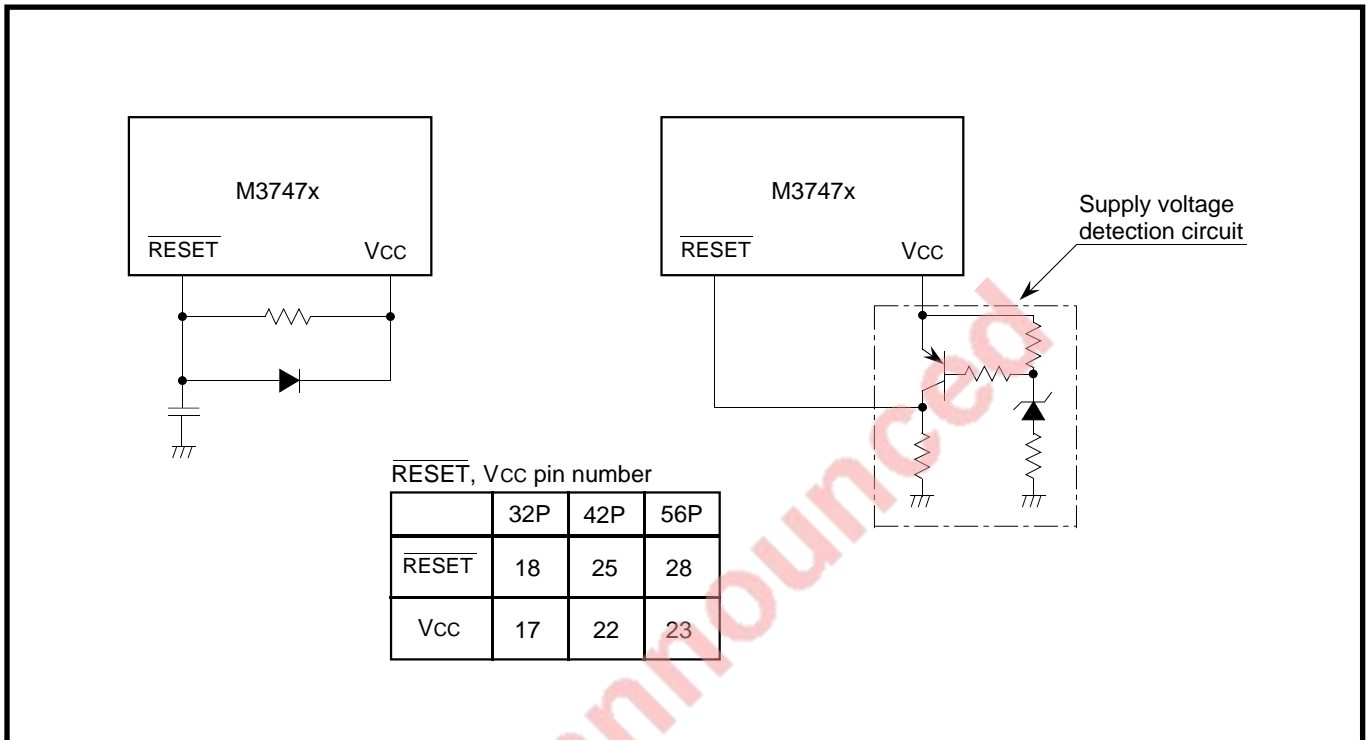 M3747x
RESET VCC
M3747x
RESET VCC
Supply voltage
detection circuit
RESET, VCC pin number
32P 42P 56P
RESET 18 25 28
VCC 17 22 23
nnounced